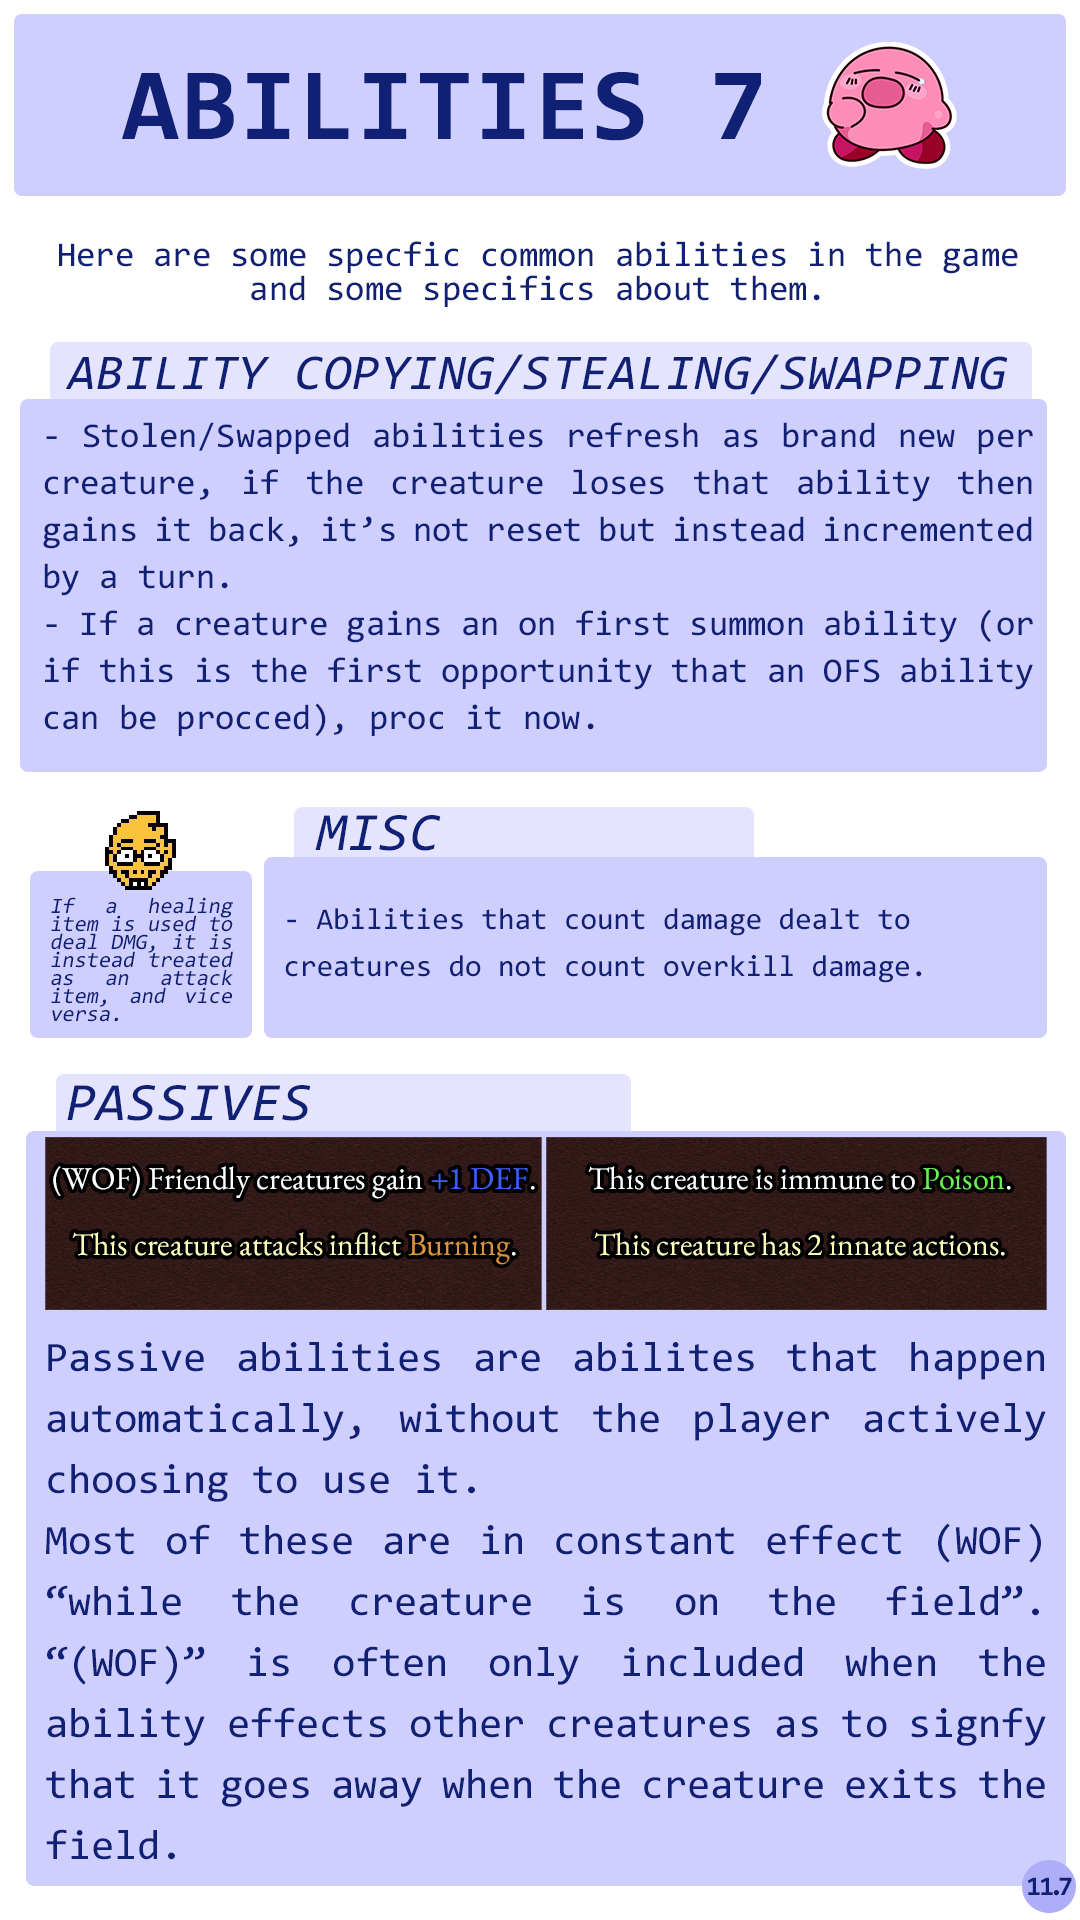 ABILITIES 7
Here are some specfic common abilities in the game
and some specifics about them.
ABILITY COPYING/STEALING/SWAPPING
- Stolen/Swapped abilities refresh as brand new per
creature, if the creature loses that ability then
gains it back, it’s not reset but instead incremented
by a turn.
- If a creature gains an on first summon ability (or
if this is the first opportunity that an OFS ability
can be procced), proc it now.
If a healing
item is used to
deal DMG, it is
instead treated
as an attack
item, and vice
versa.
MISC
- Abilities that count damage dealt to
creatures do not count overkill damage.
PASSIVES
(WOF) Friendly creatures gain +1 DEF.
This creature attacks inflict Burning.
This creature is immune to Poison.
This creature has 2 innate actions.
Passive abilities are abilites that happen
automatically, without the player actively
choosing to use it.
Most of these are in constant effect (WOF)
“while the creature is on the field”.
“(WOF)” is often only included when the
ability effects other creatures as to signfy
that it goes away when the creature exits the
field.
11.7